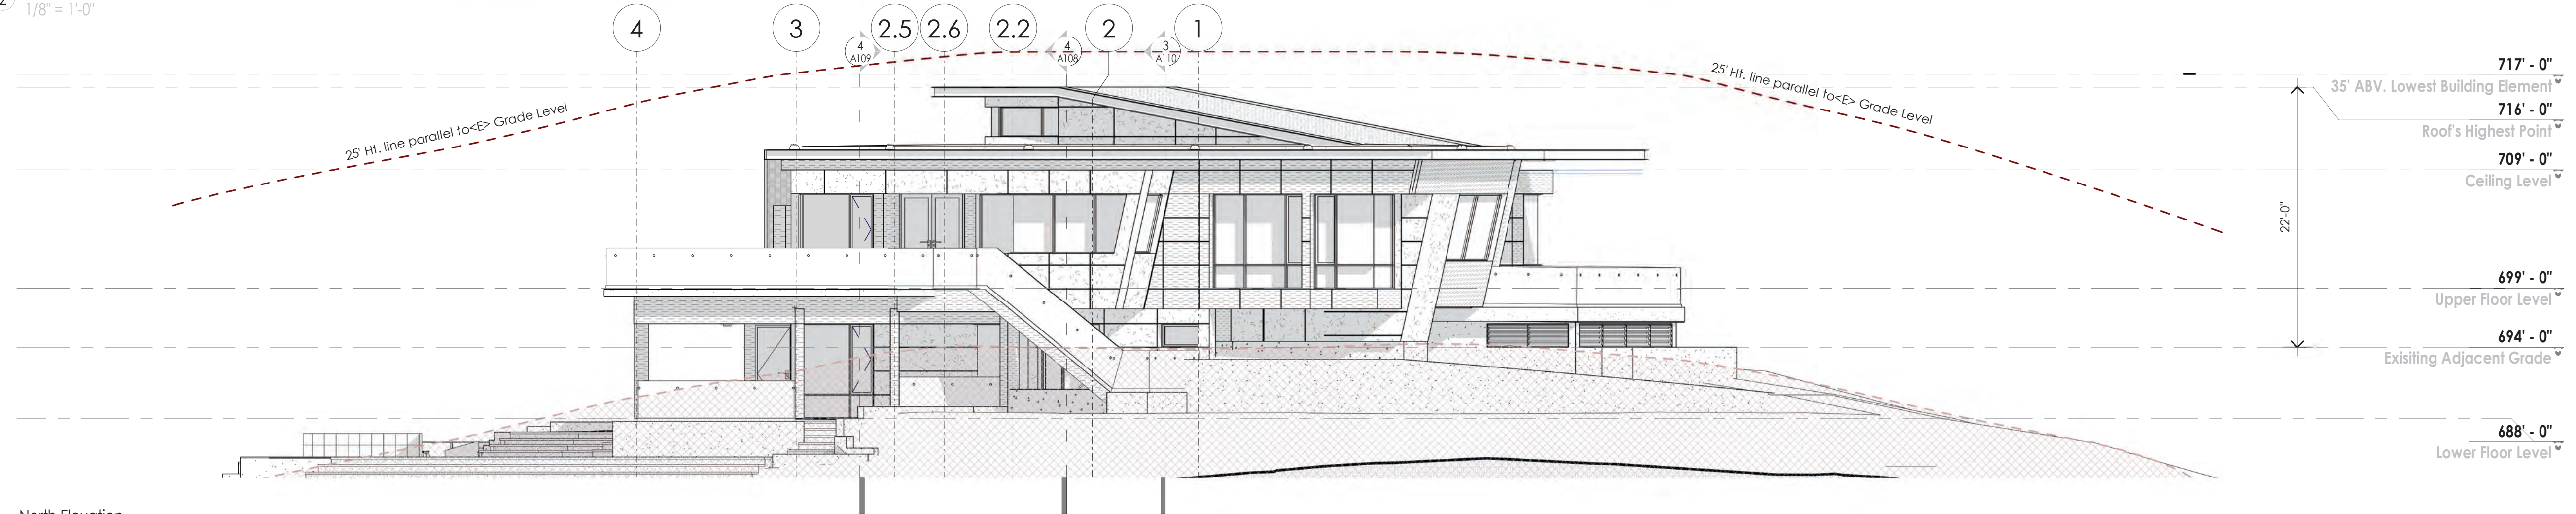 1/8" = 1'-0"
4
3
2.5
2.6
2.2
2
1
4
A109
4
A108
3
A110
25' Ht. line parallel to<E> Grade Level
25' Ht. line parallel to<E> Grade Level
717' - 0"
35' ABV. Lowest Building Element
716' - 0"
Roof's Highest Point
709' - 0"
Ceiling Level
22'-0"
699' - 0"
Upper Floor Level
694' - 0"
Exisiting Adjacent Grade
688' - 0"
Lower Floor Level
North Elevation